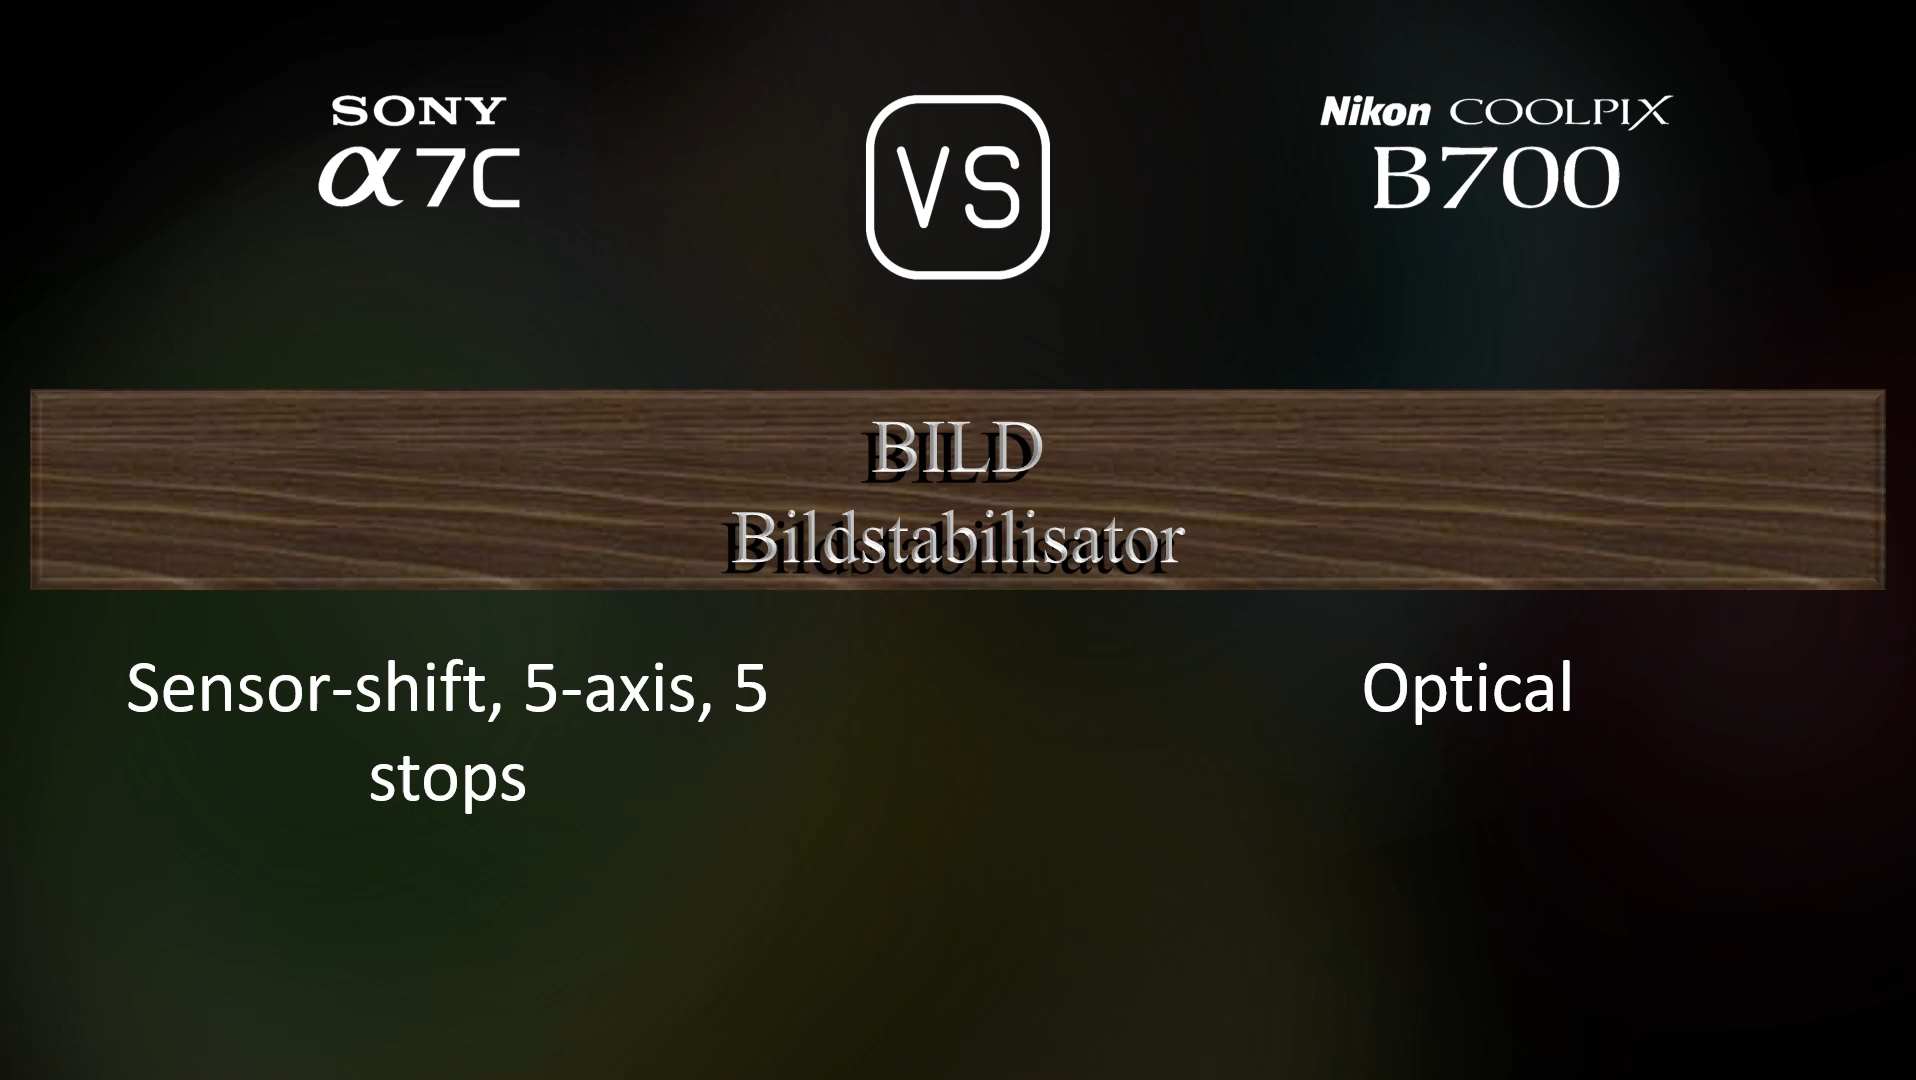 SONY
α7C
VS
Nikon COOLPIX
B700
BILD
Bildstabilisator
Sensor-shift, 5-axis, 5
stops
Optical